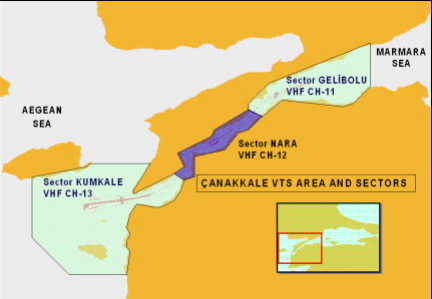 MARMARA
SEA
Sector GELİBOLU
VHF CH-11
AEGEAN
SEA
Sector NARA
VHF CH-12
Sector KUMKALE
VHF CH-13
ÇANAKKALE VTS AREA AND SECTORS